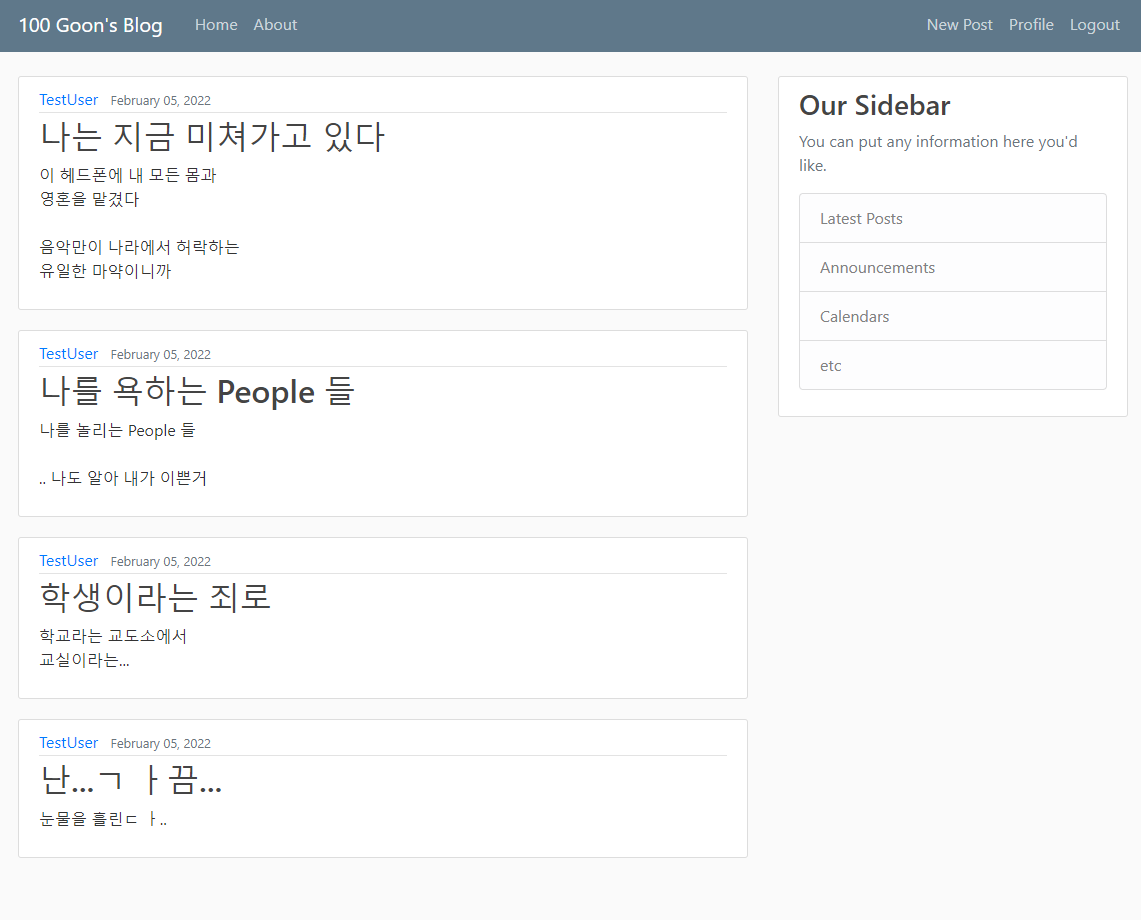 100 Goon's Blog Home About New Post Profile Logout
TestUser February 05, 2022
나는 지금 미쳐가고 있다
이 헤드폰에 내 모든 몸과
영혼을 맡겼다
음악만이 나라에서 허락하는
유일한 마약이니까
TestUser February 05, 2022
나를 욕하는 People 들
나를 놀리는 People 들
.. 나도 알아 내가 이쁜거
TestUser February 05, 2022
학생이라는 죄로
학교라는 교도소에서
교실이라는...
TestUser February 05, 2022
난...ㄱ ㅏ끔...
눈물을 흘린ㄷ ㅏ..
Our Sidebar
You can put any information here you'd
like.
Latest Posts
Announcements
Calendars
etc